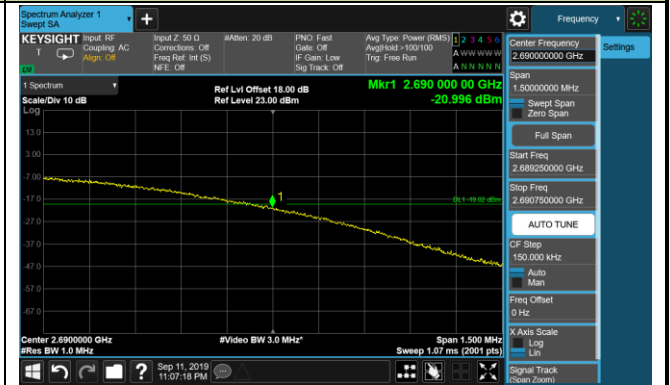 Spectrum Analyzer 1
Swept SA
+
Frequency
KEYSIGHT Input: RF
Coupling: AC
Align: Off
Input Z: 50 Ω
Corrections: Off
Freq Ref: Int (S)
NFE: Off
#Atten: 20 dB
PNO: Fast
Gate: Off
IF Gain: Low
Sig Track: Off
Avg Type: Power (RMS)
Avg|Hold:>100/100
Trig: Free Run
1 2 3 4 5 6
A W W W W W
A N N N N N
1 Spectrum
Scale/Div 10 dB
Log
Ref Lvl Offset 18.00 dB
Ref Level 23.00 dBm
Mkr1 2.690 000 00 GHz
-20.996 dBm
13.0
3.00
-7.00
-17.0
-27.0
-37.0
-47.0
-57.0
-67.0
1
DL1 -19.02 dBm
Center 2.6900000 GHz
#Res BW 1.0 MHz
#Video BW 3.0 MHz*
Span 1.500 MHz
Sweep 1.07 ms (2001 pts)
Sep 11, 2019
11:07:18 PM
Center Frequency
2.690000000 GHz
Settings
Span
1.50000000 MHz
Swept Span
Zero Span
Full Span
Start Freq
2.689250000 GHz
Stop Freq
2.690750000 GHz
AUTO TUNE
CF Step
150.000 kHz
Auto
Man
Freq Offset
0 Hz
X Axis Scale
Log
Lin
Signal Track
(Span Zoom)